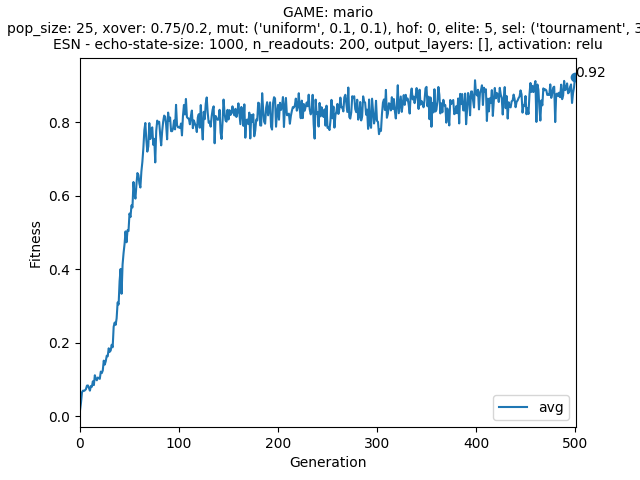 GAME: mario
pop_size: 25, xover: 0.75/0.2, mut: ('uniform', 0.1, 0.1), hof: 0, elite: 5, sel: ('tournament', 3
ESN - echo-state-size: 1000, n_readouts: 200, output_layers: [], activation: relu
0.92
0.8
0.6
0.4
0.2
0.0
Fitness
avg
0 100 200 300 400 500
Generation